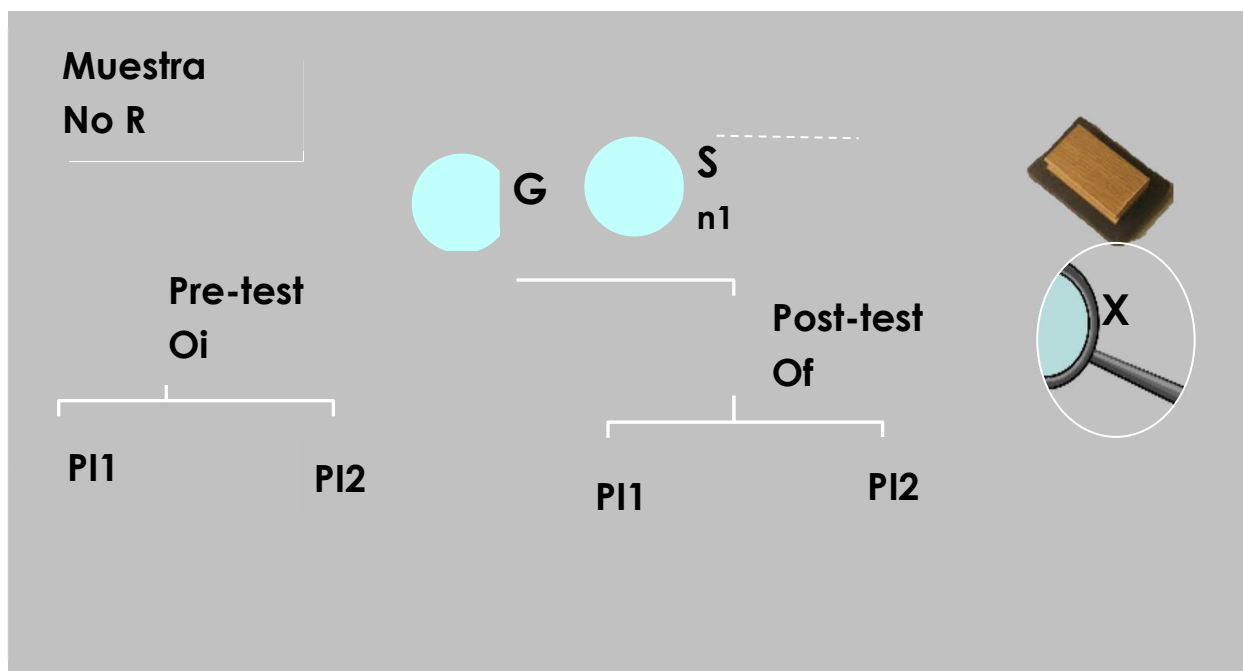 Muestra
No R
G
S
n1
X
Pre-test
Oi
Post-test
Of
PI1
PI2
PI1
PI2